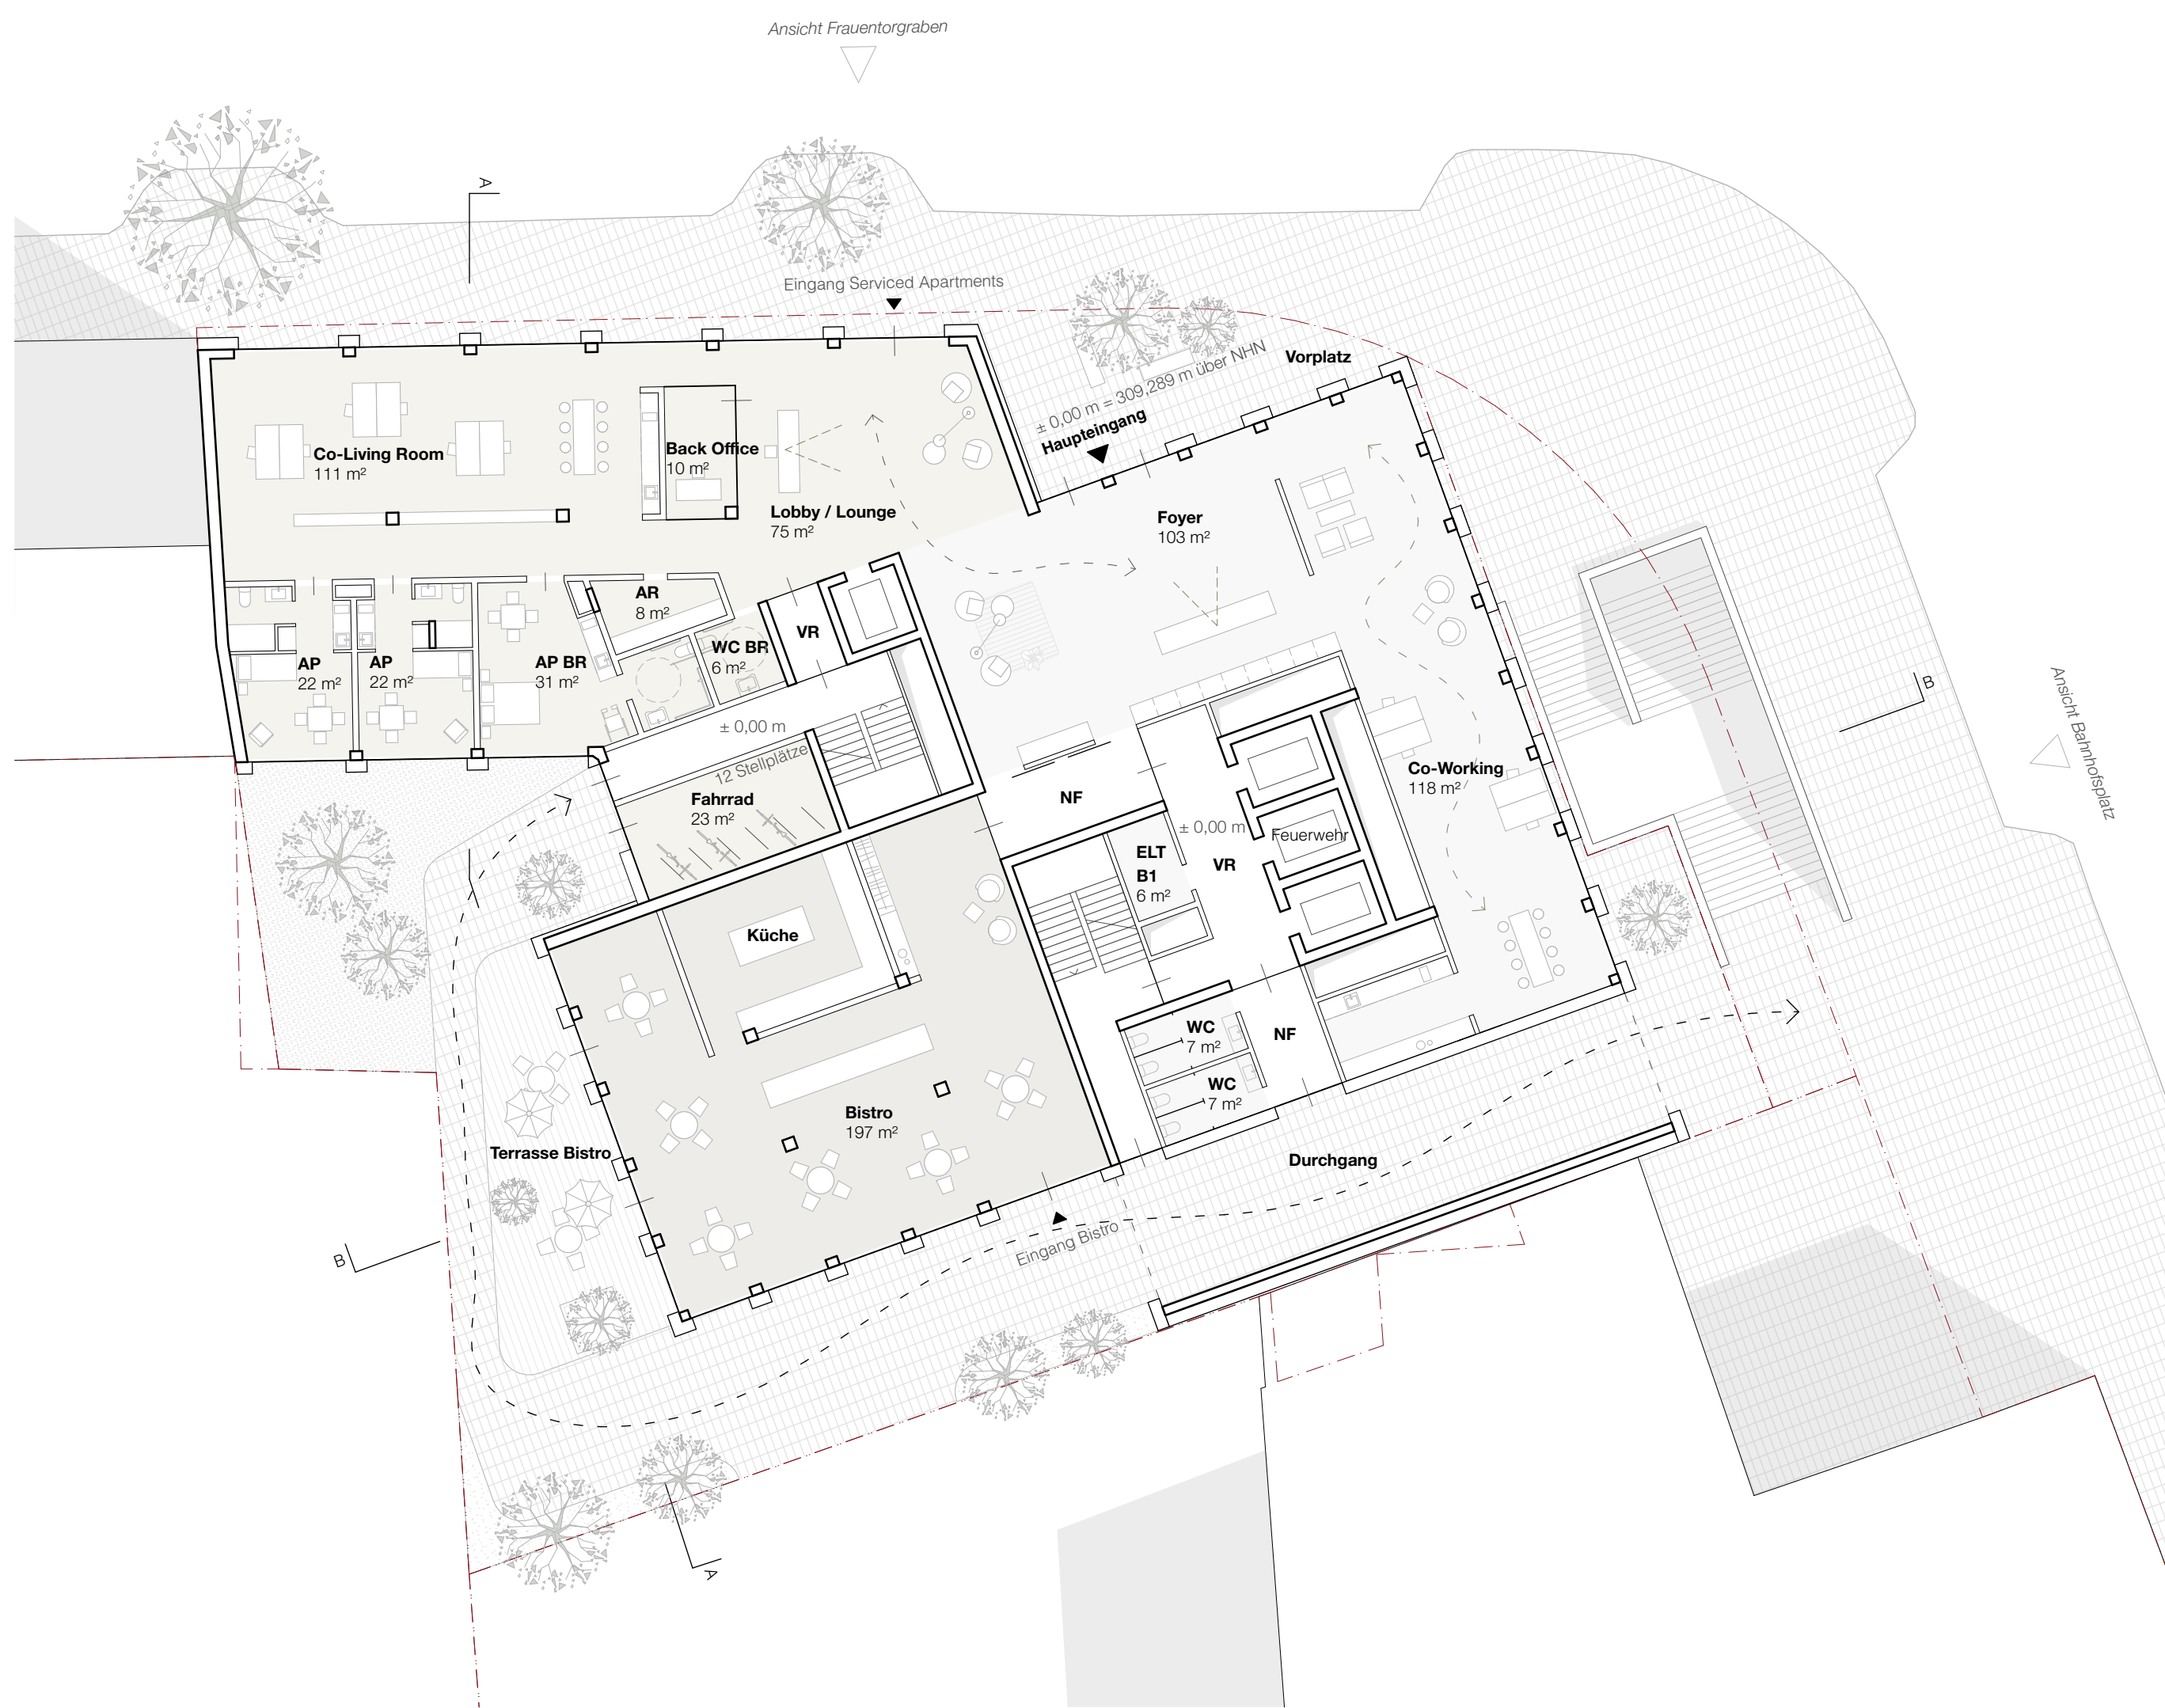 Ansicht Frauentorgraben
A
Eingang Serviced Apartments
Vorplatz
± 0,00 m = 309,289 m über NHN
Haupteingang
Co-Living Room
111 m²
Back Office
10 m²
Lobby / Lounge
75 m²
Foyer
103 m²
AR
8 m²
VR
WC BR
6 m²
AP
22 m²
AP
22 m²
AP BR
31 m²
± 0,00 m
12 Stellplätze
Fahrrad
23 m²
NF
Co-Working
118 m²
B
Ansicht Bahnhofsplatz
± 0,00 m
Feuerwehr
ELT
B1
6 m²
VR
Küche
WC
7 m²
NF
WC
7 m²
Bistro
197 m²
Terrasse Bistro
Durchgang
Eingang Bistro
B
A